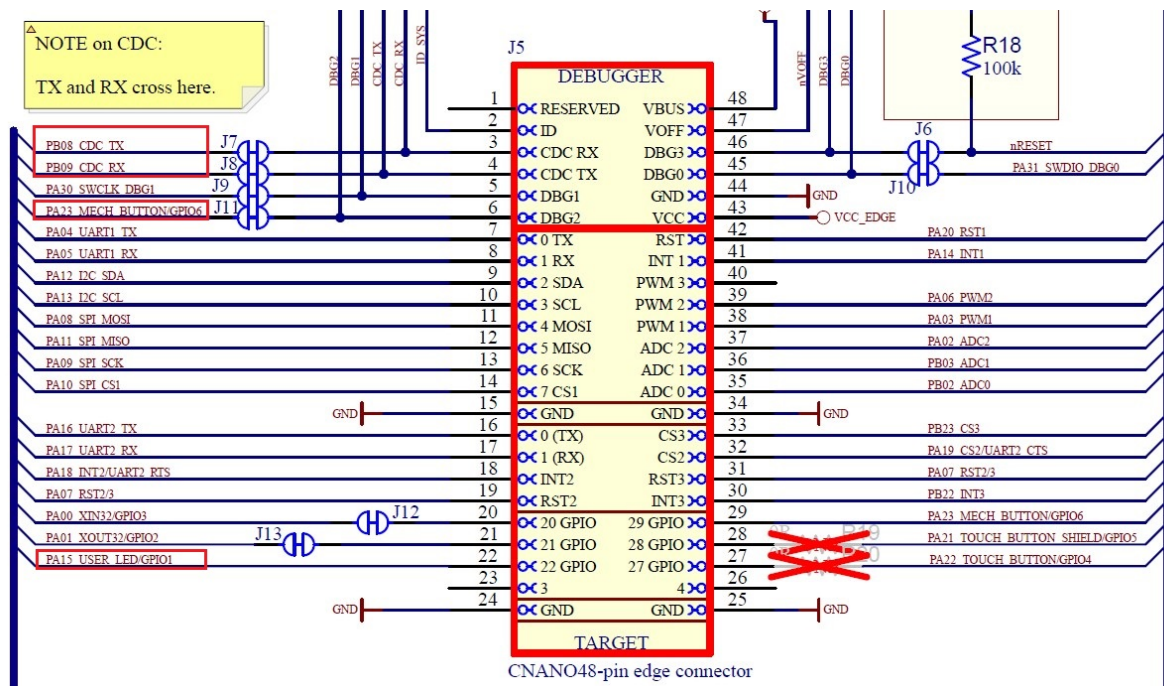 NOTE on CDC:
TX and RX cross here.
DBG2
DBG1
CDC TX
CDC RX
ID_SYS
nVOFF
DBG3
DBG0
R18
100k
J5
DEBUGGER
1 RESERVED VBUS 48
2 ID VOFF 47
PB08 CDC TX J7 3 CDC RX DBG3 46 J6 nRESET
PB09 CDC RX J8 4 CDC TX DBG0 45 J10 PA31 SWDIO DBG0
PA30 SWCLK DBG1 J9 5 DBG1 GND 44 GND
PA23 MECH BUTTON/GPIO6 J11 6 DBG2 VCC 43 VCC_EDGE
PA04 UART1 TX 7 0 TX RST 42 PA20 RST1
PA05 UART1 RX 8 1 RX INT 1 41 PA14 INT1
PA12 I2C SDA 9 2 SDA PWM 3 40
PA13 I2C SCL 10 3 SCL PWM 2 39 PA06 PWM2
PA08 SPI MOSI 11 4 MOSI PWM 1 38 PA03 PWM1
PA11 SPI MISO 12 5 MISO ADC 2 37 PA02 ADC2
PA09 SPI SCK 13 6 SCK ADC 1 36 PB03 ADC1
PA10 SPI CS1 14 7 CS1 ADC 0 35 PB02 ADC0
GND 15 GND GND 34 GND
PA16 UART2 TX 16 0 (TX) CS3 33 PB23 CS3
PA17 UART2 RX 17 1 (RX) CS2 32 PA19 CS2/UART2 CTS
PA18 INT2/UART2 RTS 18 INT2 RST3 31 PA07 RST2/3
PA07 RST2/3 19 RST2 INT3 30 PB22 INT3
PA00 XIN32/GPIO3 J12 20 20 GPIO 29 GPIO 29 PA23 MECH BUTTON/GPIO6
PA01 XOUT32/GPIO2 J13 21 21 GPIO 28 GPIO 28 R19 PA21 TOUCH BUTTON SHIELD/GPIO5
PA15 USER LED/GPIO1 22 22 GPIO 27 GPIO 27 PA22 TOUCH BUTTON/GPIO4
23 3 4 26
GND 24 GND GND 25 GND
TARGET
CNANO48-pin edge connector